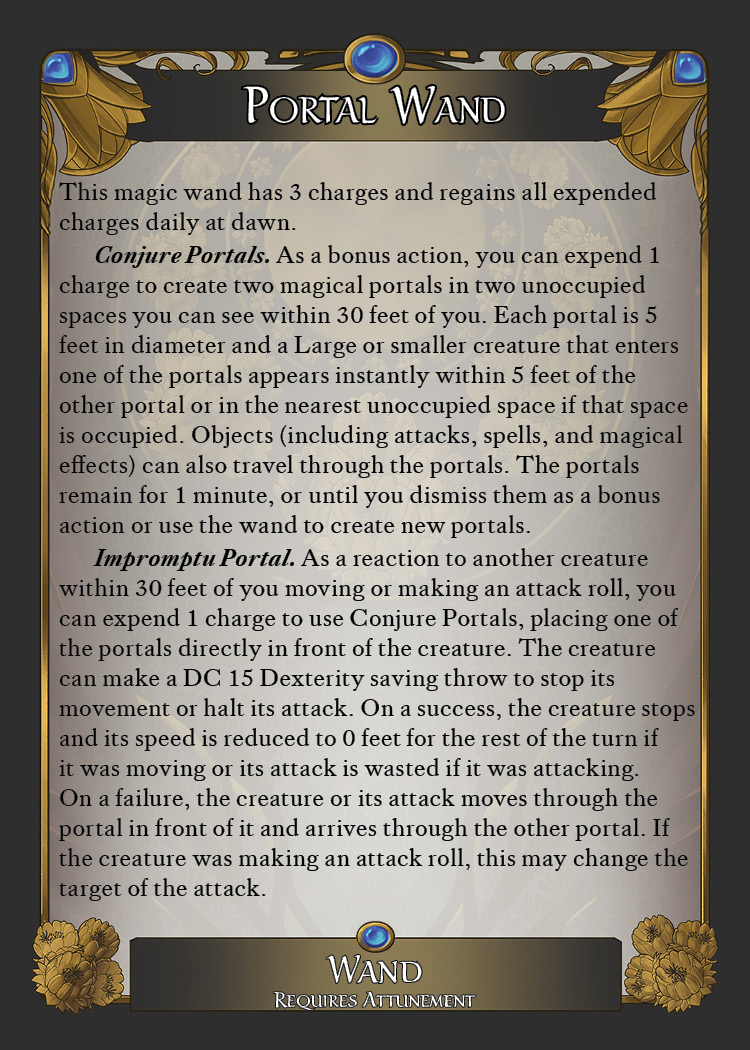 Portal Wand
This magic wand has 3 charges and regains all expended
charges daily at dawn.
Conjure Portals. As a bonus action, you can expend 1
charge to create two magical portals in two unoccupied
spaces you can see within 30 feet of you. Each portal is 5
feet in diameter and a Large or smaller creature that enters
one of the portals appears instantly within 5 feet of the
other portal or in the nearest unoccupied space if that space
is occupied. Objects (including attacks, spells, and magical
effects) can also travel through the portals. The portals
remain for 1 minute, or until you dismiss them as a bonus
action or use the wand to create new portals.
Impromptu Portal. As a reaction to another creature
within 30 feet of you moving or making an attack roll, you
can expend 1 charge to use Conjure Portals, placing one of
the portals directly in front of the creature. The creature
can make a DC 15 Dexterity saving throw to stop its
movement or halt its attack. On a success, the creature stops
and its speed is reduced to 0 feet for the rest of the turn if
it was moving or its attack is wasted if it was attacking.
On a failure, the creature or its attack moves through the
portal in front of it and arrives through the other portal. If
the creature was making an attack roll, this may change the
target of the attack.
Wand
Requires Attunement